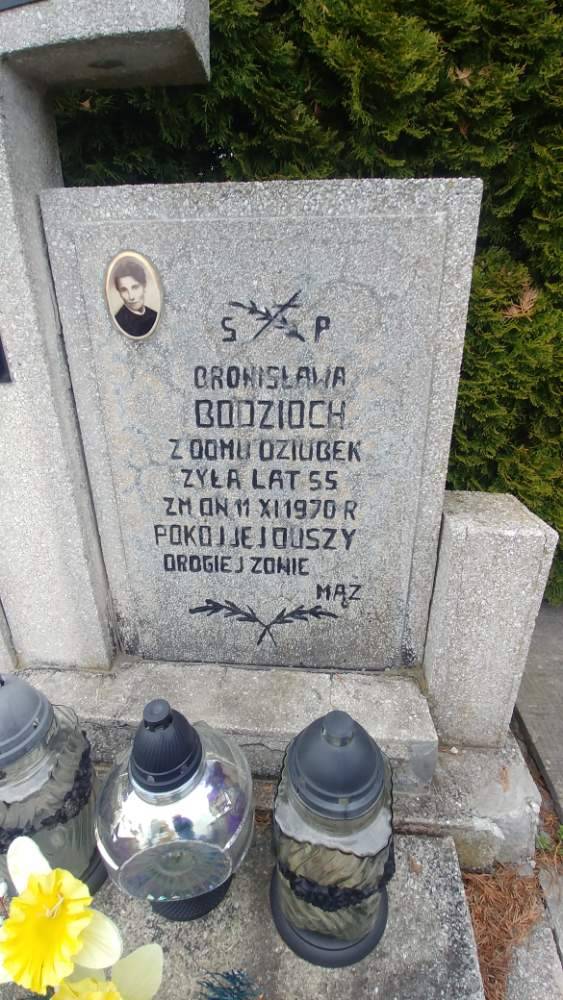 Ś P
BRONISŁAWA
BODZIOCH
Z DOMU DZIUBEK
ŻYŁA LAT 55
ZM DN 11 XI 1970 R
POKÓJ JEJ DUSZY
DROGIEJ ŻONIE
MĄŻ